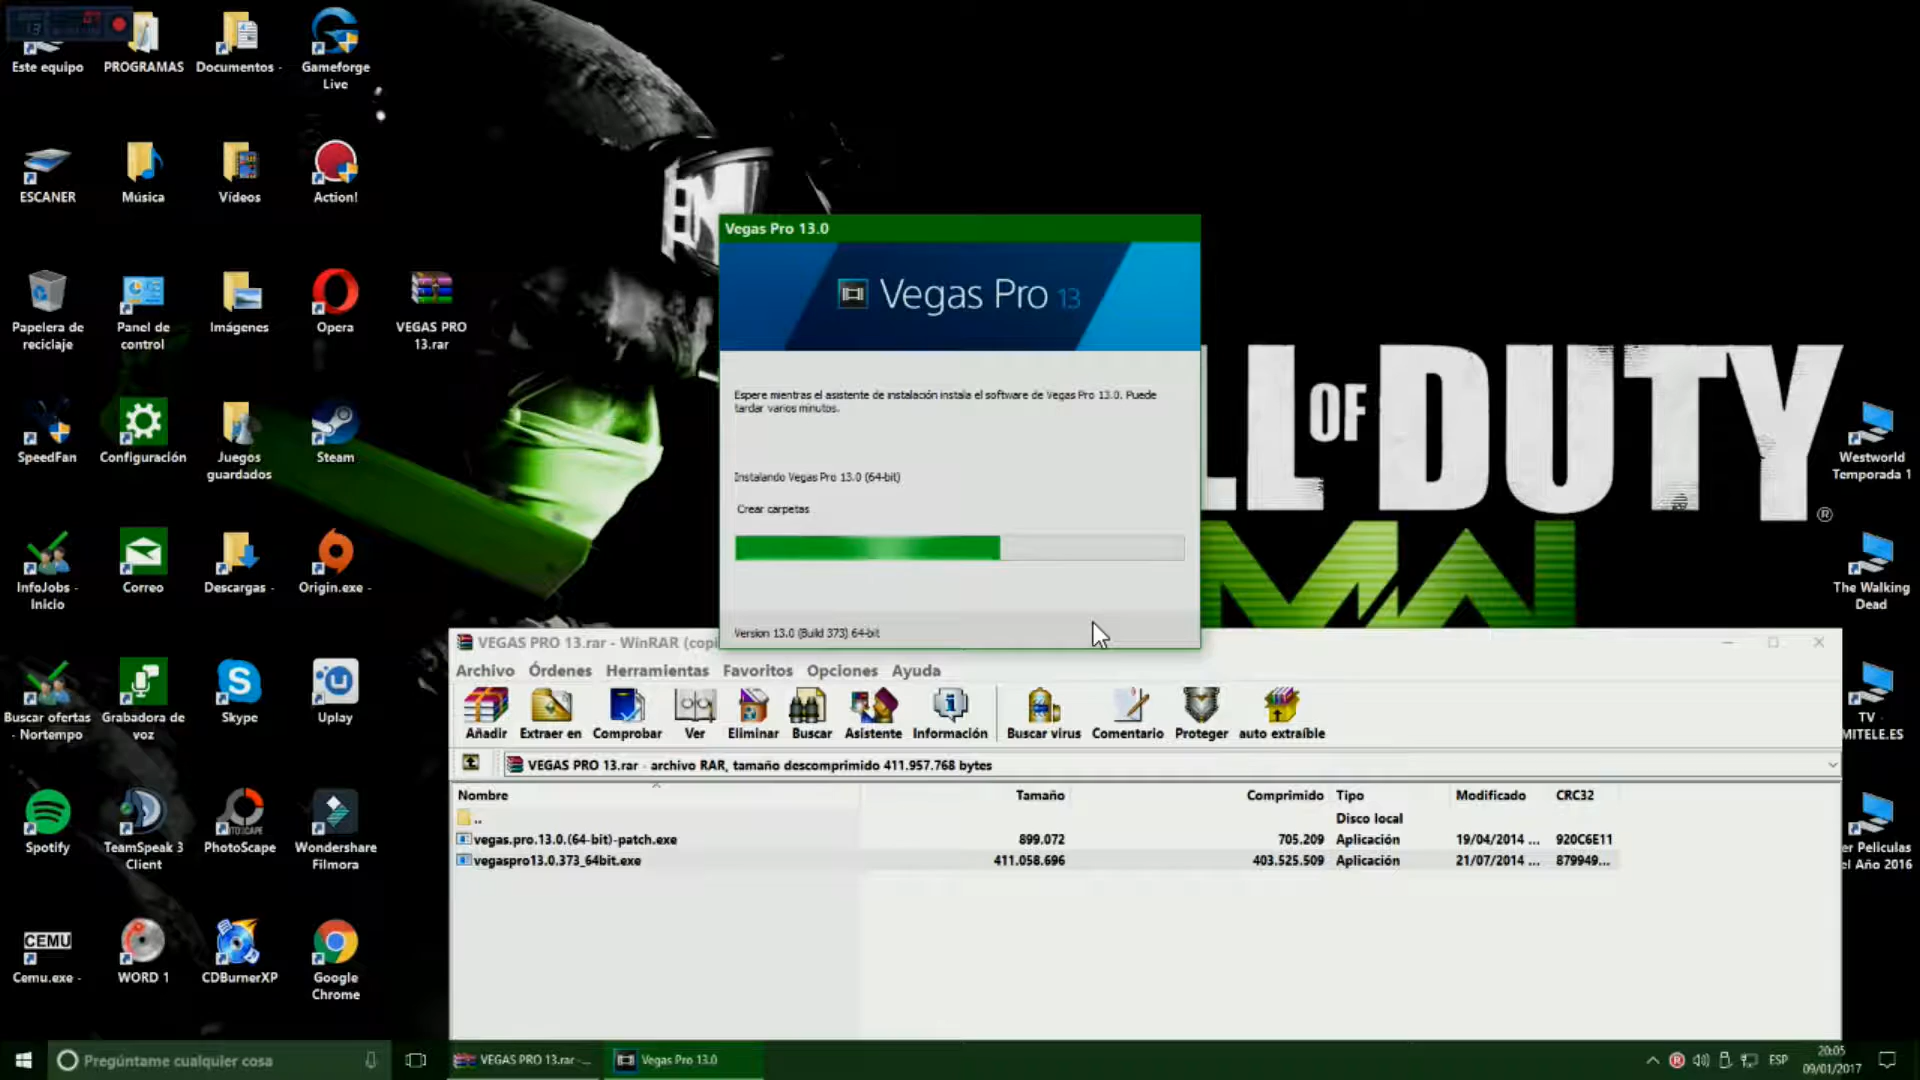 Este equipo
PROGRAMAS
Documentos -
Gameforge
Live
ESCANER
Música
Vídeos
Action!
Papelera de
reciclaje
Panel de
control
Imágenes
Opera
VEGAS PRO
13.rar
SpeedFan
Configuración
Juegos
guardados
Steam
InfoJobs -
Inicio
Correo
Descargas -
Origin.exe -
Buscar ofertas
- Nortempo
Grabadora de
voz
Skype
Uplay
Spotify
TeamSpeak 3
Client
PhotoScape
Wondershare
Filmora
CEMU
Cemu.exe -
WORD 1
CDBurnerXP
Google
Chrome
Vegas Pro 13.0
Vegas Pro 13
Espere mientras el asistente de instalación instala el software de Vegas Pro 13.0. Puede
tardar varios minutos.
Instalando Vegas Pro 13.0 (64-bit)
Crear carpetas
Version 13.0 (Build 373) 64-bit
LL OF DUTY
®
Westworld
Temporada 1
The Walking
Dead
TV -
MITELE.ES
er Peliculas
el Año 2016
VEGAS PRO 13.rar - WinRAR (copi
Archivo Órdenes Herramientas Favoritos Opciones Ayuda
Añadir Extraer en Comprobar Ver Eliminar Buscar Asistente Información Buscar virus Comentario Proteger auto extraíble
VEGAS PRO 13.rar - archivo RAR, tamaño descomprimido 411.957.768 bytes
Nombre Tamaño Comprimido Tipo Modificado CRC32
.. Disco local
vegas.pro.13.0.(64-bit)-patch.exe 899.072 705.209 Aplicación 19/04/2014 ... 920C6E11
vegaspro13.0.373_64bit.exe 411.058.696 403.525.509 Aplicación 21/07/2014 ... 879949...
Pregúntame cualquier cosa
VEGAS PRO 13.rar -...
Vegas Pro 13.0
ESP
20:05
09/01/2017